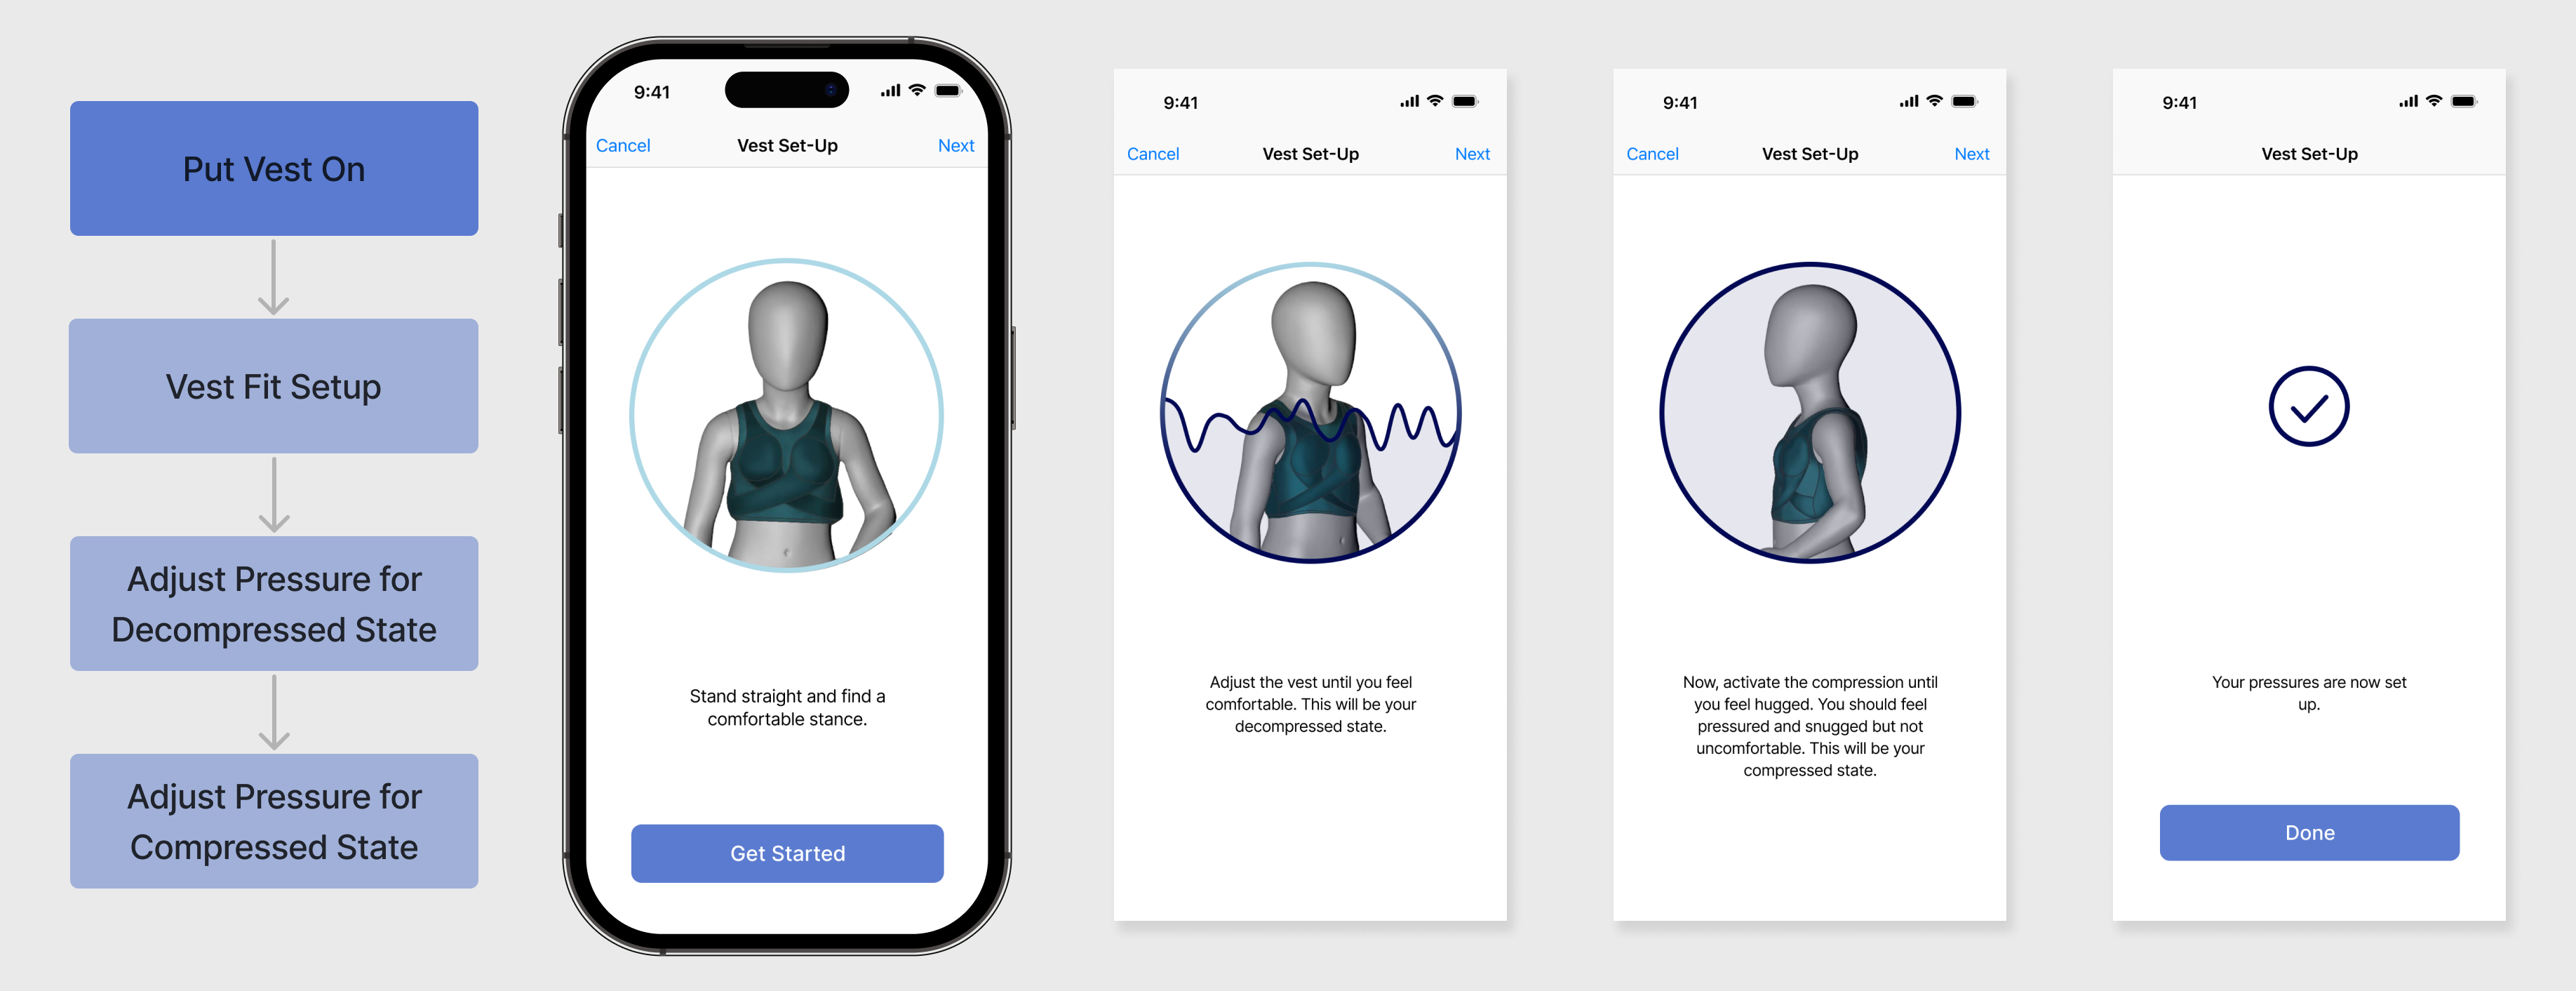 Put Vest On
Vest Fit Setup
Adjust Pressure for
Decompressed State
Adjust Pressure for
Compressed State
9:41
Cancel
Vest Set-Up
Next
Stand straight and find a
comfortable stance.
Get Started
9:41
Cancel
Vest Set-Up
Next
Adjust the vest until you feel
comfortable. This will be your
decompressed state.
9:41
Cancel
Vest Set-Up
Next
Now, activate the compression until
you feel hugged. You should feel
pressured and snugged but not
uncomfortable. This will be your
compressed state.
9:41
Vest Set-Up
Your pressures are now set
up.
Done